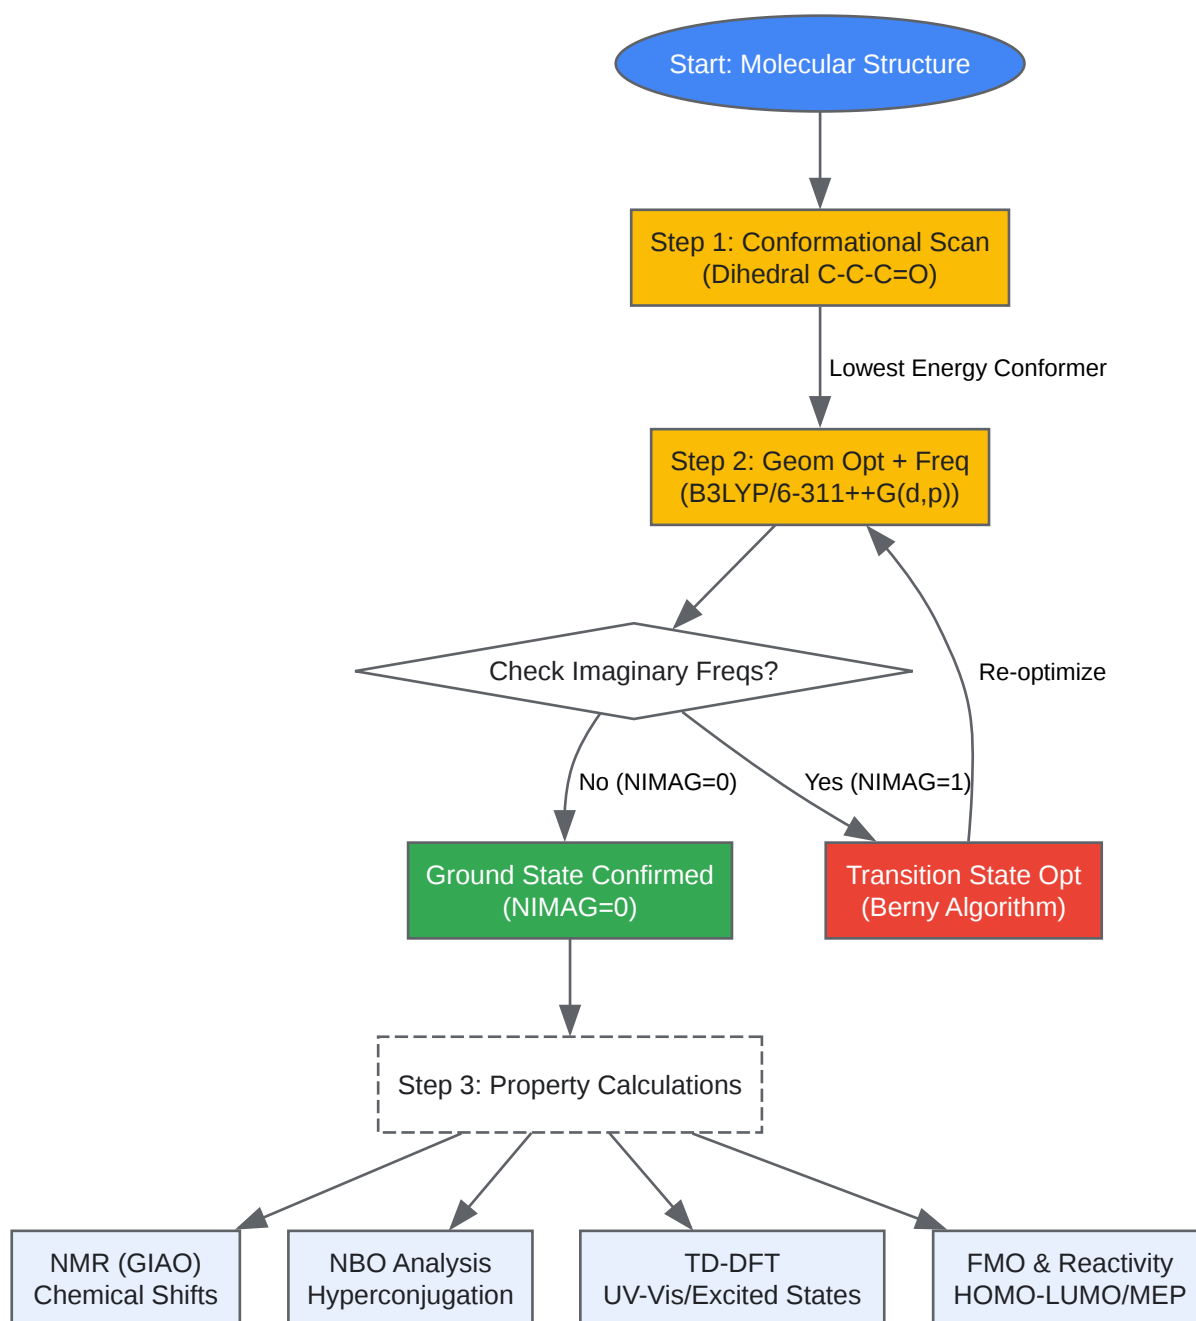 Start: Molecular Structure
Step 1: Conformational Scan
(Dihedral C-C-C=O)
Lowest Energy Conformer
Step 2: Geom Opt + Freq
(B3LYP/6-311++G(d,p))
Check Imaginary Freqs?
Re-optimize
No (NIMAG=0)
Yes (NIMAG=1)
Ground State Confirmed
(NIMAG=0)
Transition State Opt
(Berny Algorithm)
Step 3: Property Calculations
NMR (GIAO)
Chemical Shifts
NBO Analysis
Hyperconjugation
TD-DFT
UV-Vis/Excited States
FMO & Reactivity
HOMO-LUMO/MEP